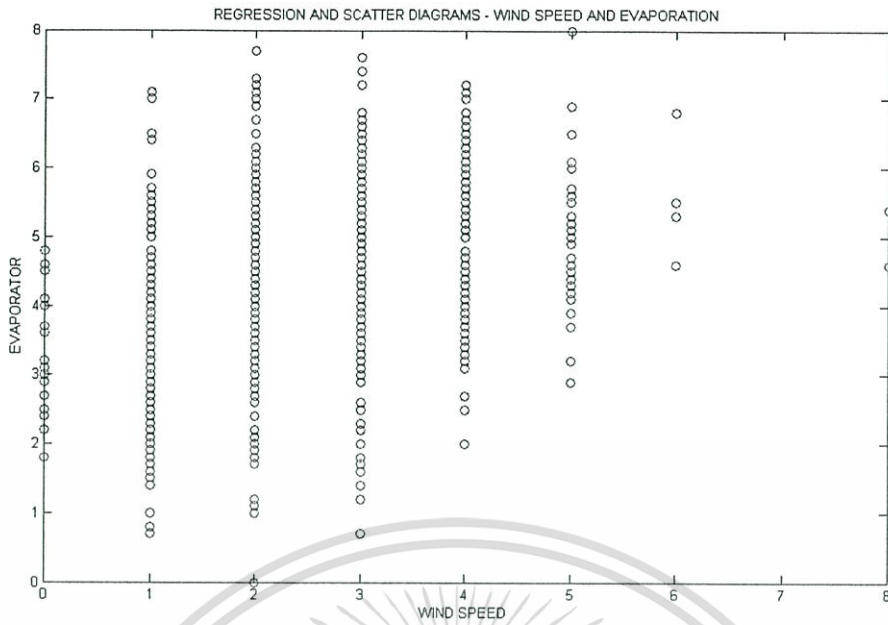 REGRESSION AND SCATTER DIAGRAMS - WIND SPEED AND EVAPORATION
8
7
6
5
4
3
2
1
0
EVAPORATOR
0 1 2 3 4 5 6 7 8
WIND SPEED